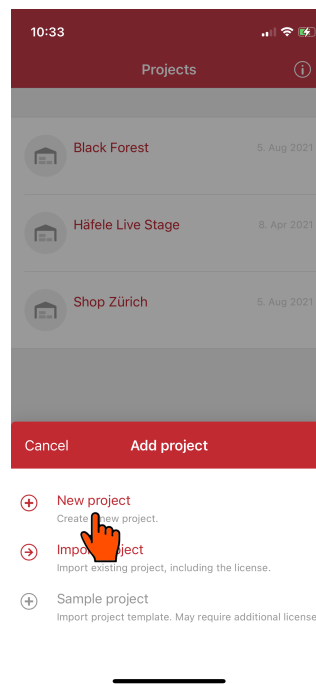 10:33
Projects
Black Forest
5. Aug 2021
Häfele Live Stage
8. Apr 2021
Shop Zürich
5. Aug 2021
Cancel
Add project
New project
Create new project.
Import project
Import existing project, including the license.
Sample project
Import project template. May require additional license